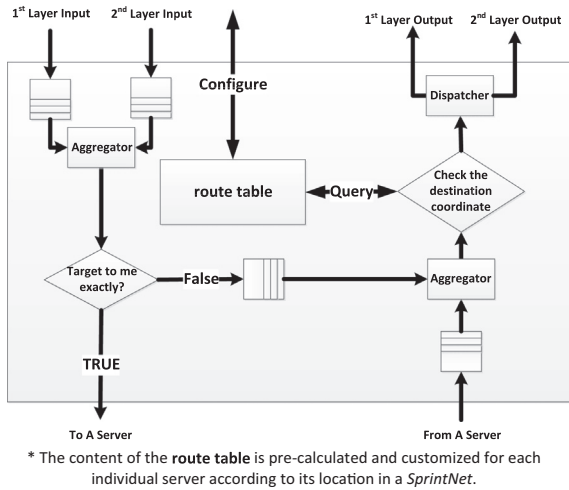 1st Layer Input
2nd Layer Input
1st Layer Output
2nd Layer Output
Configure
Dispatcher
Aggregator
route table
Query
Check the
destination
coordinate
Target to me
exactly?
False
Aggregator
TRUE
To A Server
From A Server
* The content of the route table is pre-calculated and customized for each
individual server according to its location in a SprintNet.